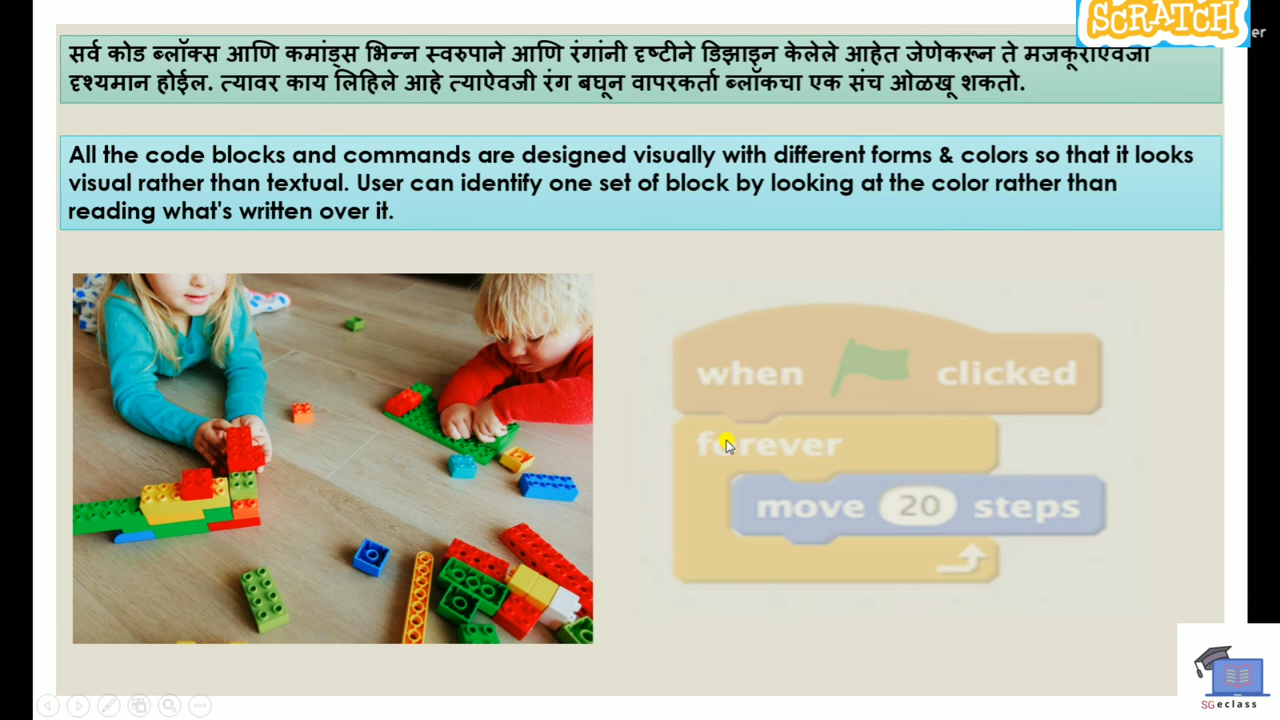 SCRATCH
er
सर्व कोड ब्लॉक्स आणि कमांड्स भिन्न स्वरुपाने आणि रंगांनी दृष्टीने डिझाइन केलेले आहेत जेणेकरून ते मजकूराऐवजी
दृश्यमान होईल. त्यावर काय लिहिले आहे त्याऐवजी रंग बघून वापरकर्ता ब्लॉकचा एक संच ओळखू शकतो.
All the code blocks and commands are designed visually with different forms & colors so that it looks
visual rather than textual. User can identify one set of block by looking at the color rather than
reading what's written over it.
when clicked
forever
move 20 steps
SGeclass